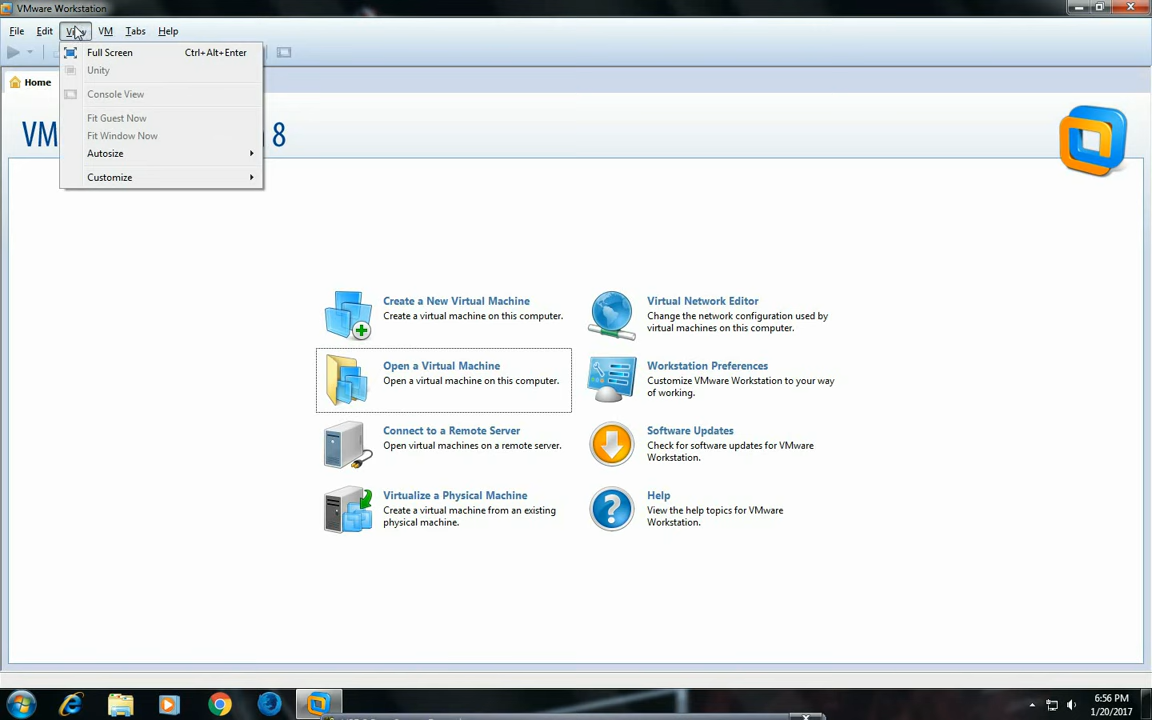 VMware Workstation
File Edit View VM Tabs Help
Full Screen Ctrl+Alt+Enter
Unity
Home
Console View
Fit Guest Now
Fit Window Now
VM 8
Autosize
Customize
Create a New Virtual Machine
Create a virtual machine on this computer.
Virtual Network Editor
Change the network configuration used by
virtual machines on this computer.
Open a Virtual Machine
Open a virtual machine on this computer.
Workstation Preferences
Customize VMware Workstation to your way
of working.
Connect to a Remote Server
Open virtual machines on a remote server.
Software Updates
Check for software updates for VMware
Workstation.
Virtualize a Physical Machine
Create a virtual machine from an existing
physical machine.
Help
View the help topics for VMware
Workstation.
6:56 PM
1/20/2017